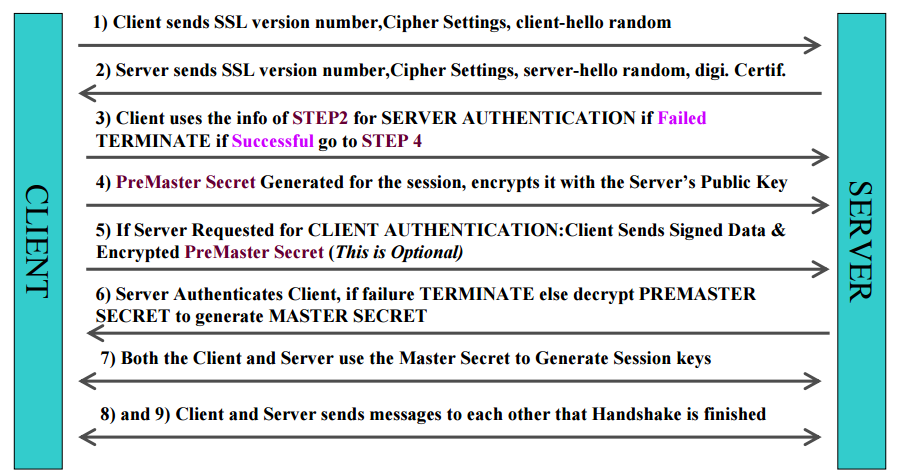 1) Client sends SSL version number,Cipher Settings, client-hello random
2) Server sends SSL version number,Cipher Settings, server-hello random, digi. Certif.
3) Client uses the info of STEP2 for SERVER AUTHENTICATION if Failed
TERMINATE if Successful go to STEP 4
4) PreMaster Secret Generated for the session, encrypts it with the Server's Public Key
5) If Server Requested for CLIENT AUTHENTICATION:Client Sends Signed Data &
Encrypted PreMaster Secret (This is Optional)
6) Server Authenticates Client, if failure TERMINATE else decrypt PREMASTER
SECRET to generate MASTER SECRET
7) Both the Client and Server use the Master Secret to Generate Session keys
8) and 9) Client and Server sends messages to each other that Handshake is finished
CLIENT
SERVER